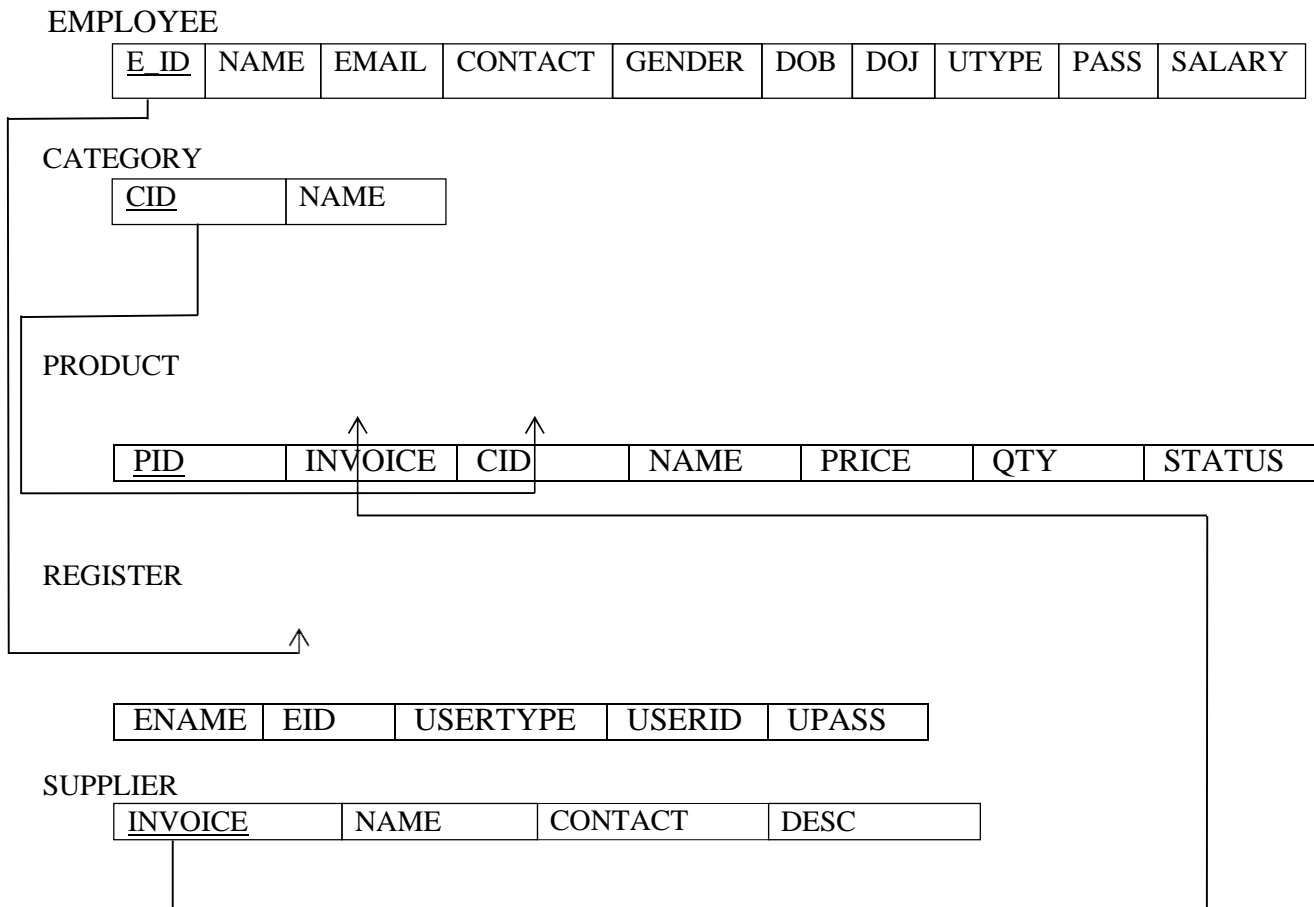 EMPLOYEE
E_ID NAME EMAIL CONTACT GENDER DOB DOJ UTYPE PASS SALARY
CATEGORY
CID NAME
PRODUCT
PID INVOICE CID NAME PRICE QTY STATUS
REGISTER
ENAME EID USERTYPE USERID UPASS
SUPPLIER
INVOICE NAME CONTACT DESC